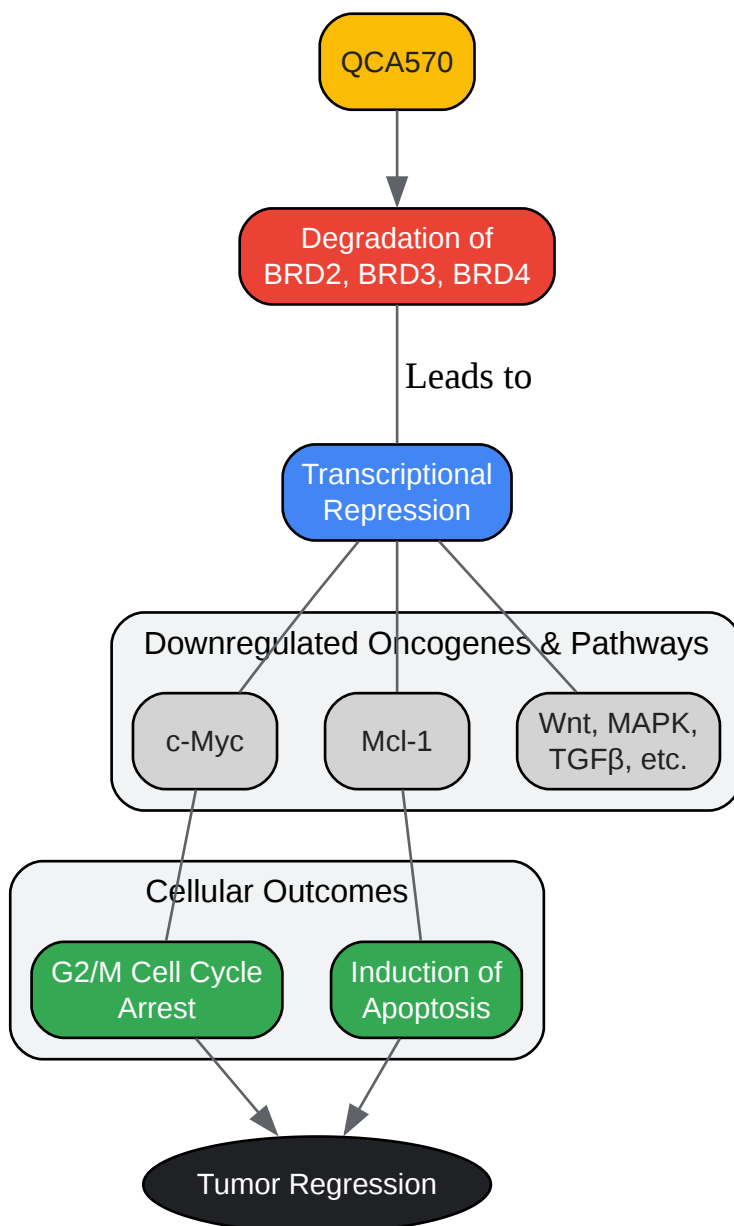 QCA570
Degradation of
BRD2, BRD3, BRD4
Leads to
Transcriptional
Repression
Downregulated Oncogenes & Pathways
c-Myc
Mcl-1
Wnt, MAPK,
TGFβ, etc.
Cellular Outcomes
G2/M Cell Cycle
Arrest
Induction of
Apoptosis
Tumor Regression